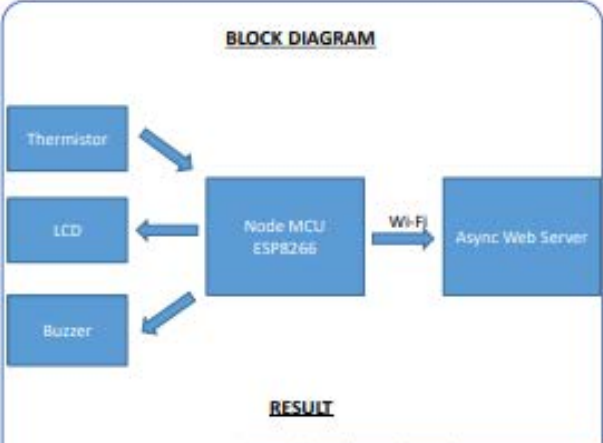 BLOCK DIAGRAM
Thermistor
LCD
Buzzer
Node MCU
ESP8266
Wi-Fi
Async Web Server
RESULT